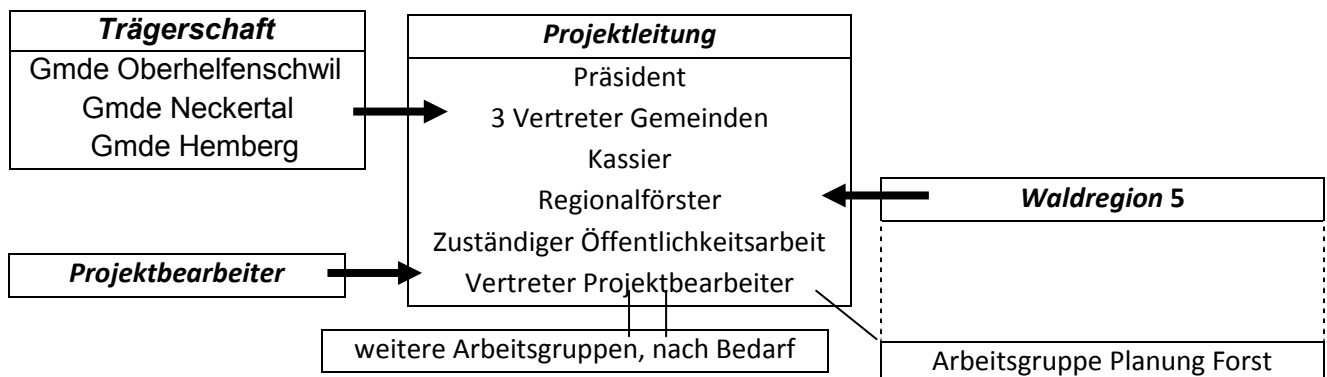 Trägerschaft
Gmde Oberhelfenschwil
Gmde Neckertal
Gmde Hemberg
Projektleitung
Präsident
3 Vertreter Gemeinden
Kassier
Regionalförster
Zuständiger Öffentlichkeitsarbeit
Vertreter Projektbearbeiter
Waldregion 5
Projektbearbeiter
weitere Arbeitsgruppen, nach Bedarf
Arbeitsgruppe Planung Forst